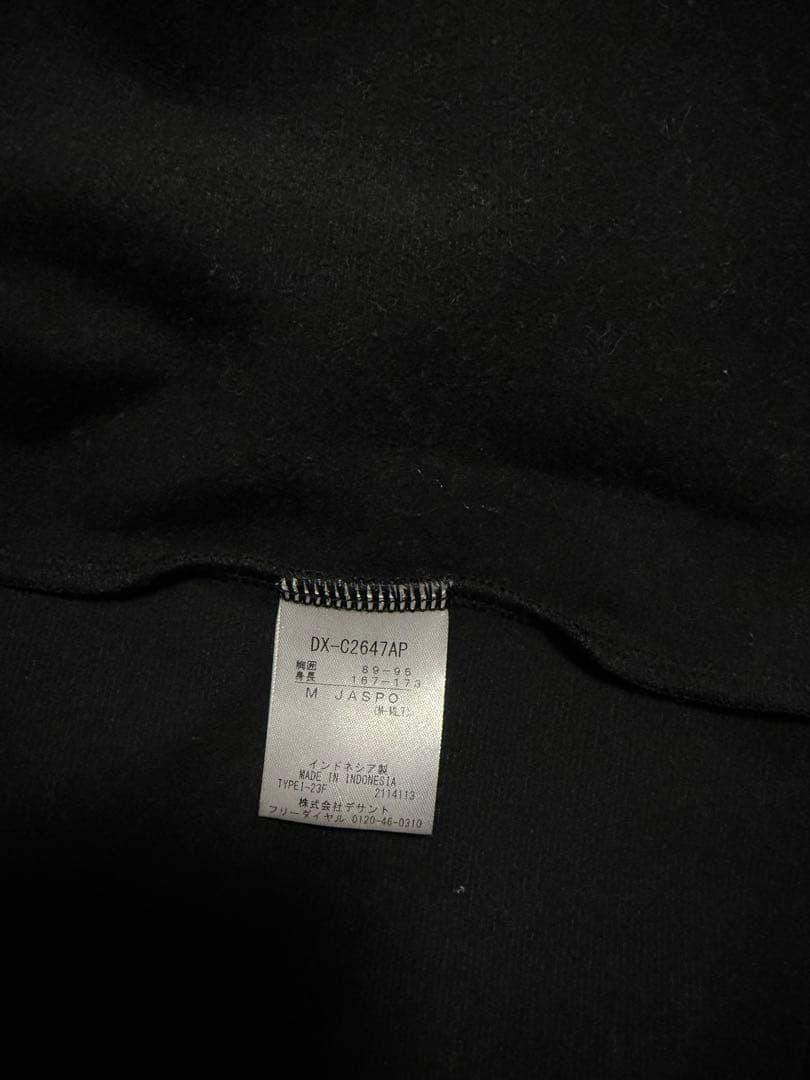 DX-C2647AP
胸囲 89-95
身長 167-173
M JASPO
インドネシア製
MADE IN INDONESIA
TYPEI-23F 2114113
株式会社デサント
フリーダイヤル 0120-46-0310